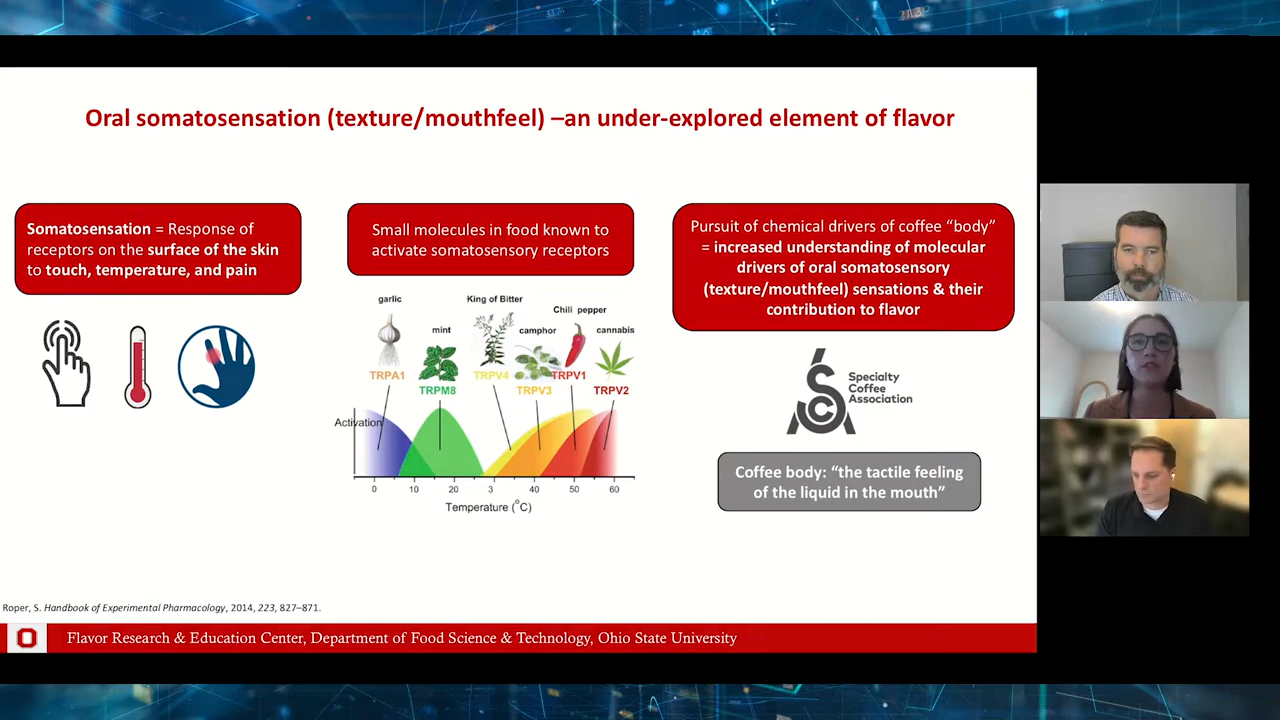 Oral somatosensation (texture/mouthfeel) –an under-explored element of flavor
Somatosensation = Response of
receptors on the surface of the skin
to touch, temperature, and pain
Small molecules in food known to
activate somatosensory receptors
garlic
mint
King of Bitter
camphor
Chili pepper
cannabis
TRPA1
TRPM8
TRPV4
TRPV3
TRPV1
TRPV2
Activation
0 10 20 3 40 50 60
Temperature (°C)
Pursuit of chemical drivers of coffee “body”
= increased understanding of molecular
drivers of oral somatosensory
(texture/mouthfeel) sensations & their
contribution to flavor
Specialty
Coffee
Association
Coffee body: “the tactile feeling
of the liquid in the mouth”
Roper, S. Handbook of Experimental Pharmacology, 2014, 223, 827–871.
Flavor Research & Education Center, Department of Food Science & Technology, Ohio State University